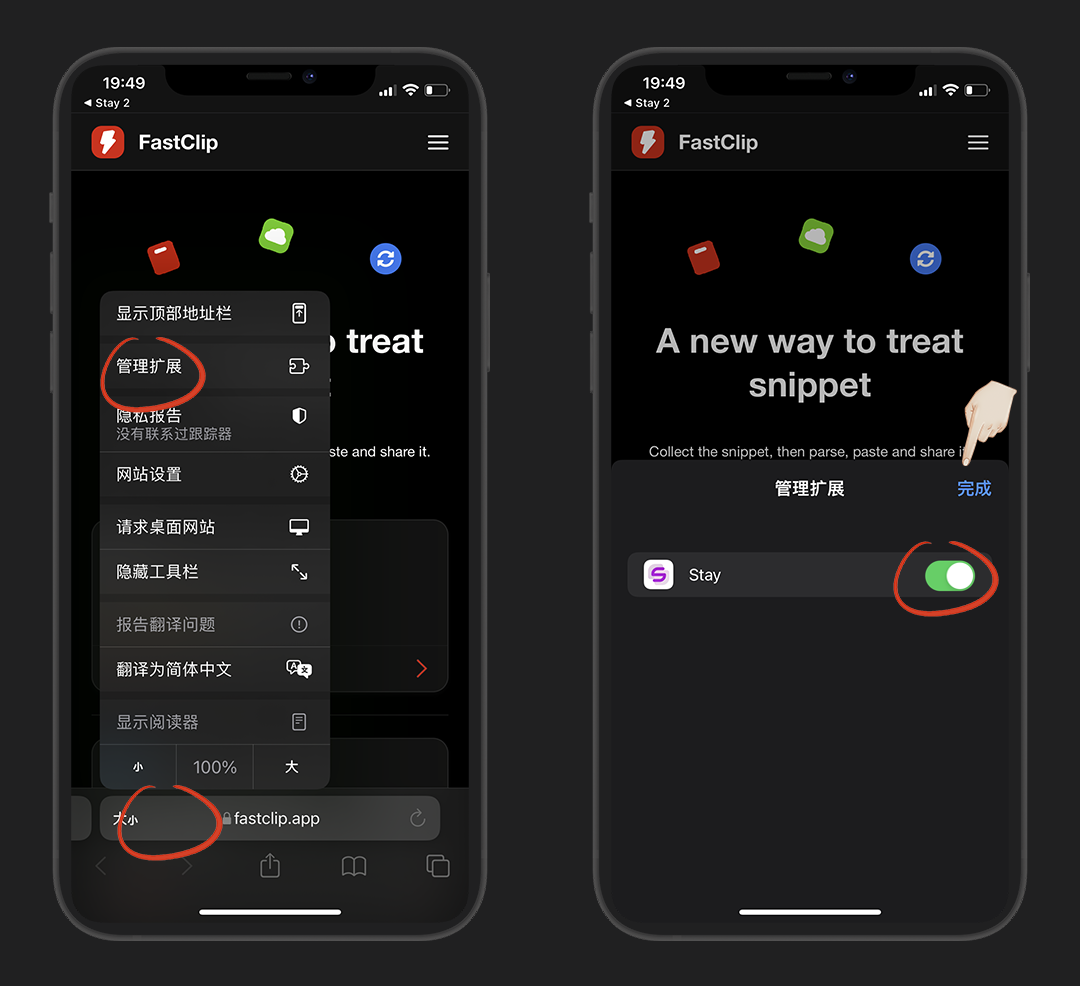 19:49
◀ Stay 2
FastClip
显示顶部地址栏
o treat
管理扩展
隐私报告
没有联系过跟踪器
ste and share it.
网站设置
请求桌面网站
隐藏工具栏
报告翻译问题
翻译为简体中文
显示阅读器
小 100% 大
大小 fastclip.app
19:49
◀ Stay 2
FastClip
A new way to treat
snippet
Collect the snippet, then parse, paste and share i
管理扩展 完成
Stay